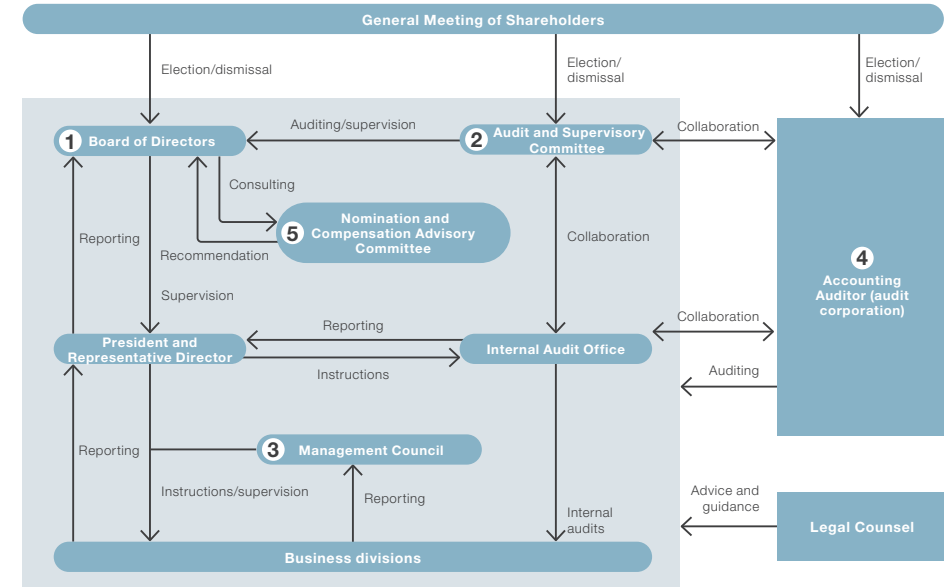 General Meeting of Shareholders
Election/dismissal
Election/
dismissal
Election/
dismissal
1 Board of Directors
Auditing/supervision
2 Audit and Supervisory
Committee
Collaboration
Consulting
5 Nomination and
Compensation Advisory
Committee
Recommendation
Reporting
Collaboration
Supervision
4
Accounting
Auditor (audit
corporation)
President and
Representative Director
Reporting
Instructions
Internal Audit Office
Collaboration
Auditing
Reporting
3 Management Council
Instructions/supervision
Reporting
Internal
audits
Advice and
guidance
Legal Counsel
Business divisions